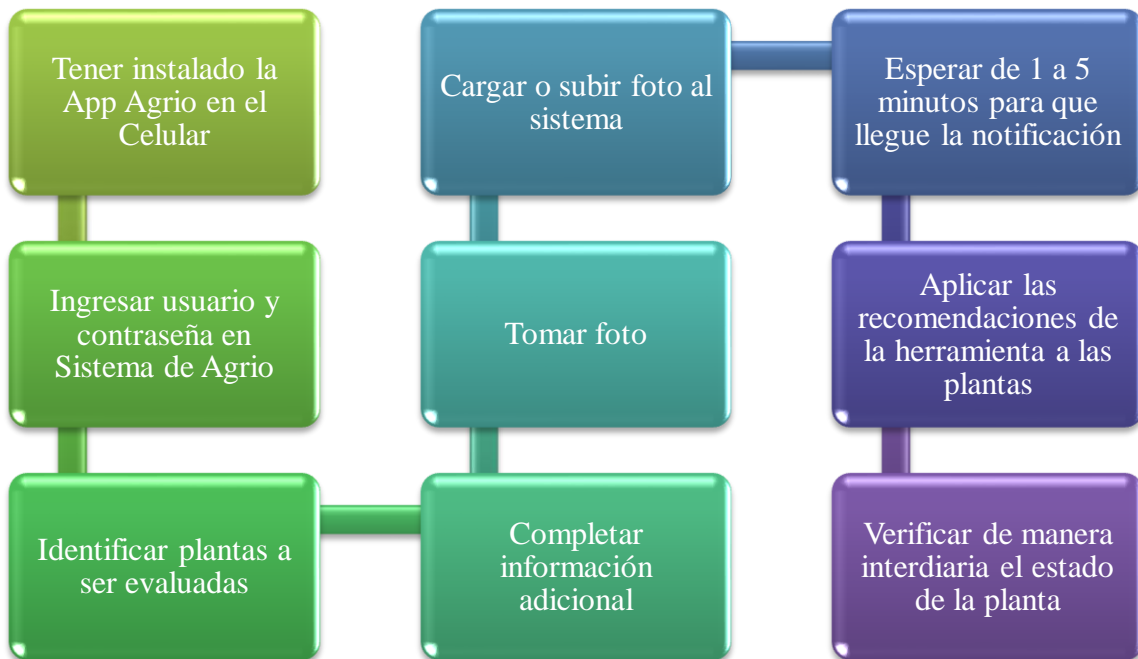 Tener instalado la
App Agrio en el
Celular
Ingresar usuario y
contraseña en
Sistema de Agrio
Identificar plantas a
ser evaluadas
Completar
información
adicional
Tomar foto
Cargar o subir foto al
sistema
Esperar de 1 a 5
minutos para que
llegue la notificación
Aplicar las
recomendaciones de
la herramienta a las
plantas
Verificar de manera
interdiaria el estado
de la planta